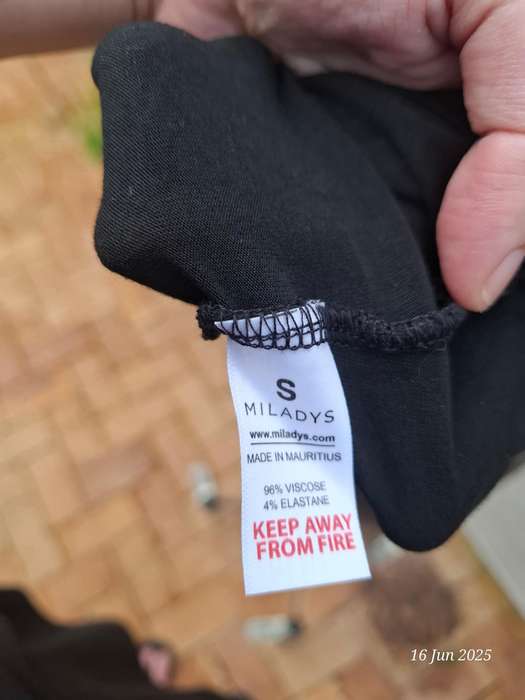 S
MILADYS
www.miladys.com
MADE IN MAURITIUS
96% VISCOSE
4% ELASTANE
KEEP AWAY
FROM FIRE
16 Jun 2025